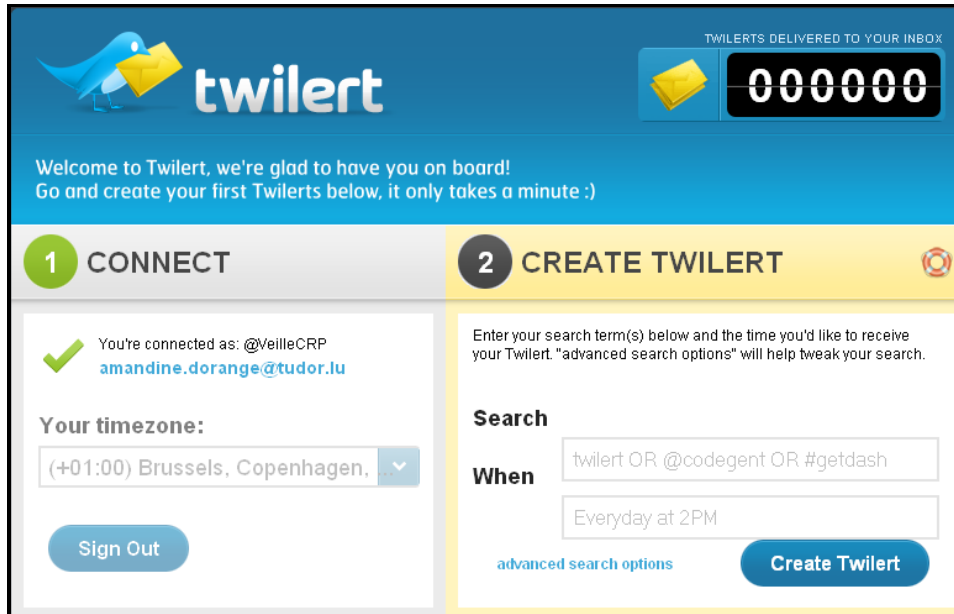 TWILERTS DELIVERED TO YOUR INBOX
twilert
000000
Welcome to Twilert, we're glad to have you on board!
Go and create your first Twilerts below, it only takes a minute :)
1 CONNECT
You're connected as: @VeilleCRP
amandine.dorange@tudor.lu
Your timezone:
(+01:00) Brussels, Copenhagen, ...
Sign Out
2 CREATE TWILERT
Enter your search term(s) below and the time you'd like to receive
your Twilert. "advanced search options" will help tweak your search.
Search
twilert OR @codegent OR #getdash
When
Everyday at 2PM
advanced search options
Create Twilert